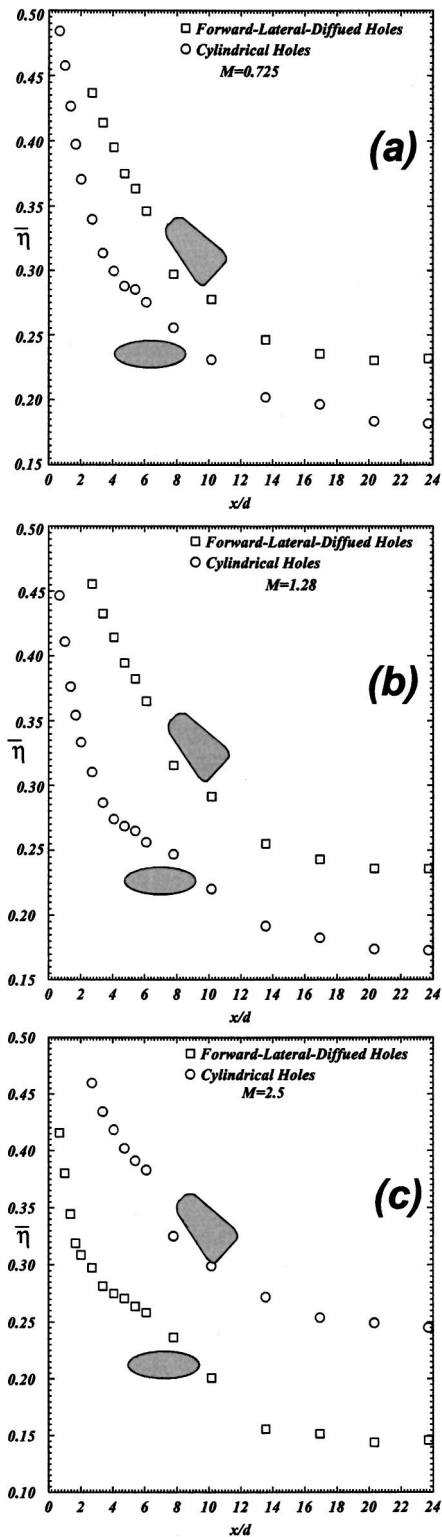 0.50
□ Forward-Lateral-Diffued Holes
○ Cylindrical Holes
M=0.725
0.45
(a)
0.40
0.35
η̅
0.30
0.25
0.20
0.15
0 2 4 6 8 10 12 14 16 18 20 22 24
x/d
0.50
□ Forward-Lateral-Diffued Holes
○ Cylindrical Holes
M=1.28
0.45
(b)
0.40
0.35
η̅
0.30
0.25
0.20
0.15
0 2 4 6 8 10 12 14 16 18 20 22 24
x/d
0.50
□ Forward-Lateral-Diffued Holes
○ Cylindrical Holes
M=2.5
0.45
(c)
0.40
0.35
η̅
0.30
0.25
0.20
0.15
0.10
0 2 4 6 8 10 12 14 16 18 20 22 24
x/d